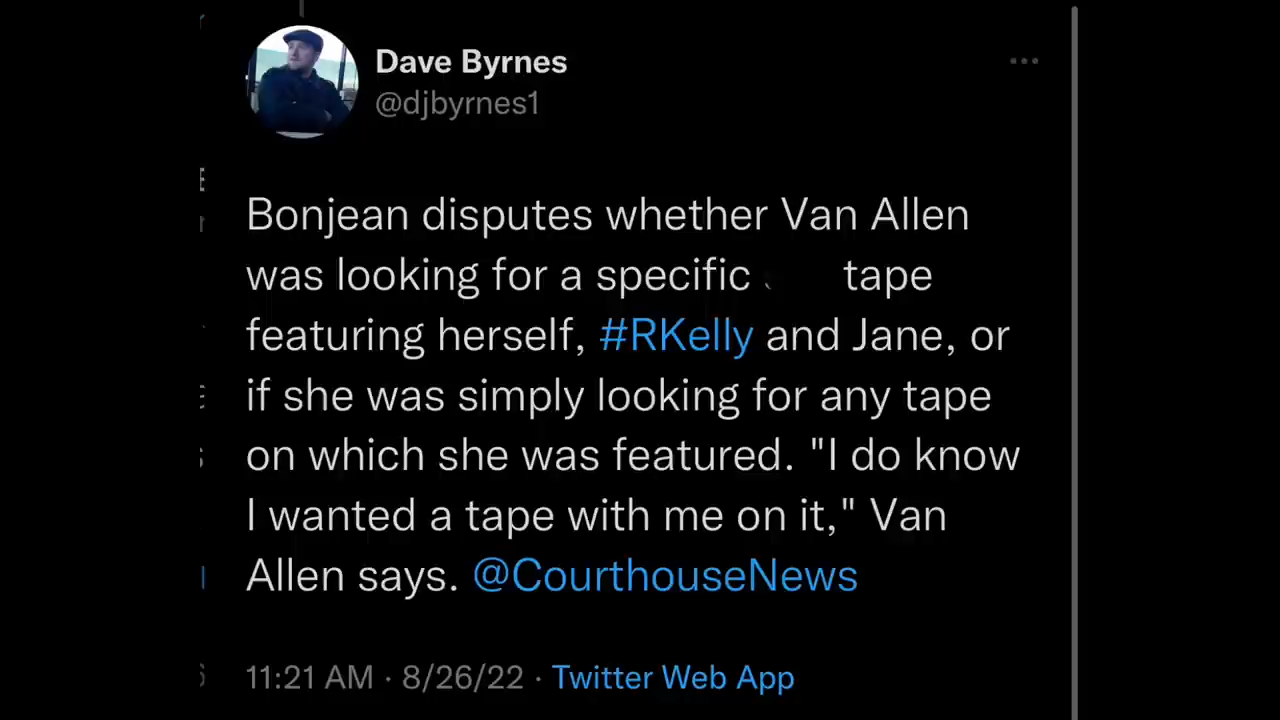 Dave Byrnes
@djbyrnes1
Bonjean disputes whether Van Allen
was looking for a specific tape
featuring herself, #RKelly and Jane, or
if she was simply looking for any tape
on which she was featured. "I do know
I wanted a tape with me on it," Van
Allen says. @CourthouseNews
11:21 AM · 8/26/22 · Twitter Web App